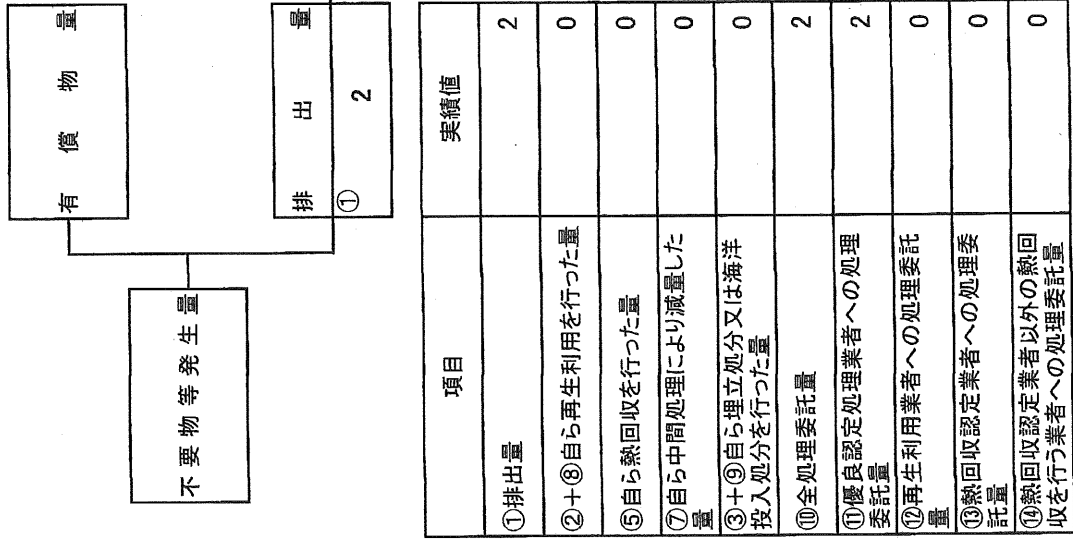 有償物量
不要物等発生量
排出量
①
2
項目 実績値
①排出量 2
②+⑧自ら再生利用を行った量 0
⑤自ら熱回収を行った量 0
⑦自ら中間処理により減量した
量 0
③+⑨自ら埋立処分又は海洋
投入処分を行った量 0
⑩全処理委託量 2
⑪優良認定処理業者への処理
委託量 2
⑫再生利用業者への処理委託
量 0
⑬熱回収認定業者への処理委
託量 0
⑭熱回収認定業者以外の熱回
収を行う業者への処理委託量 0